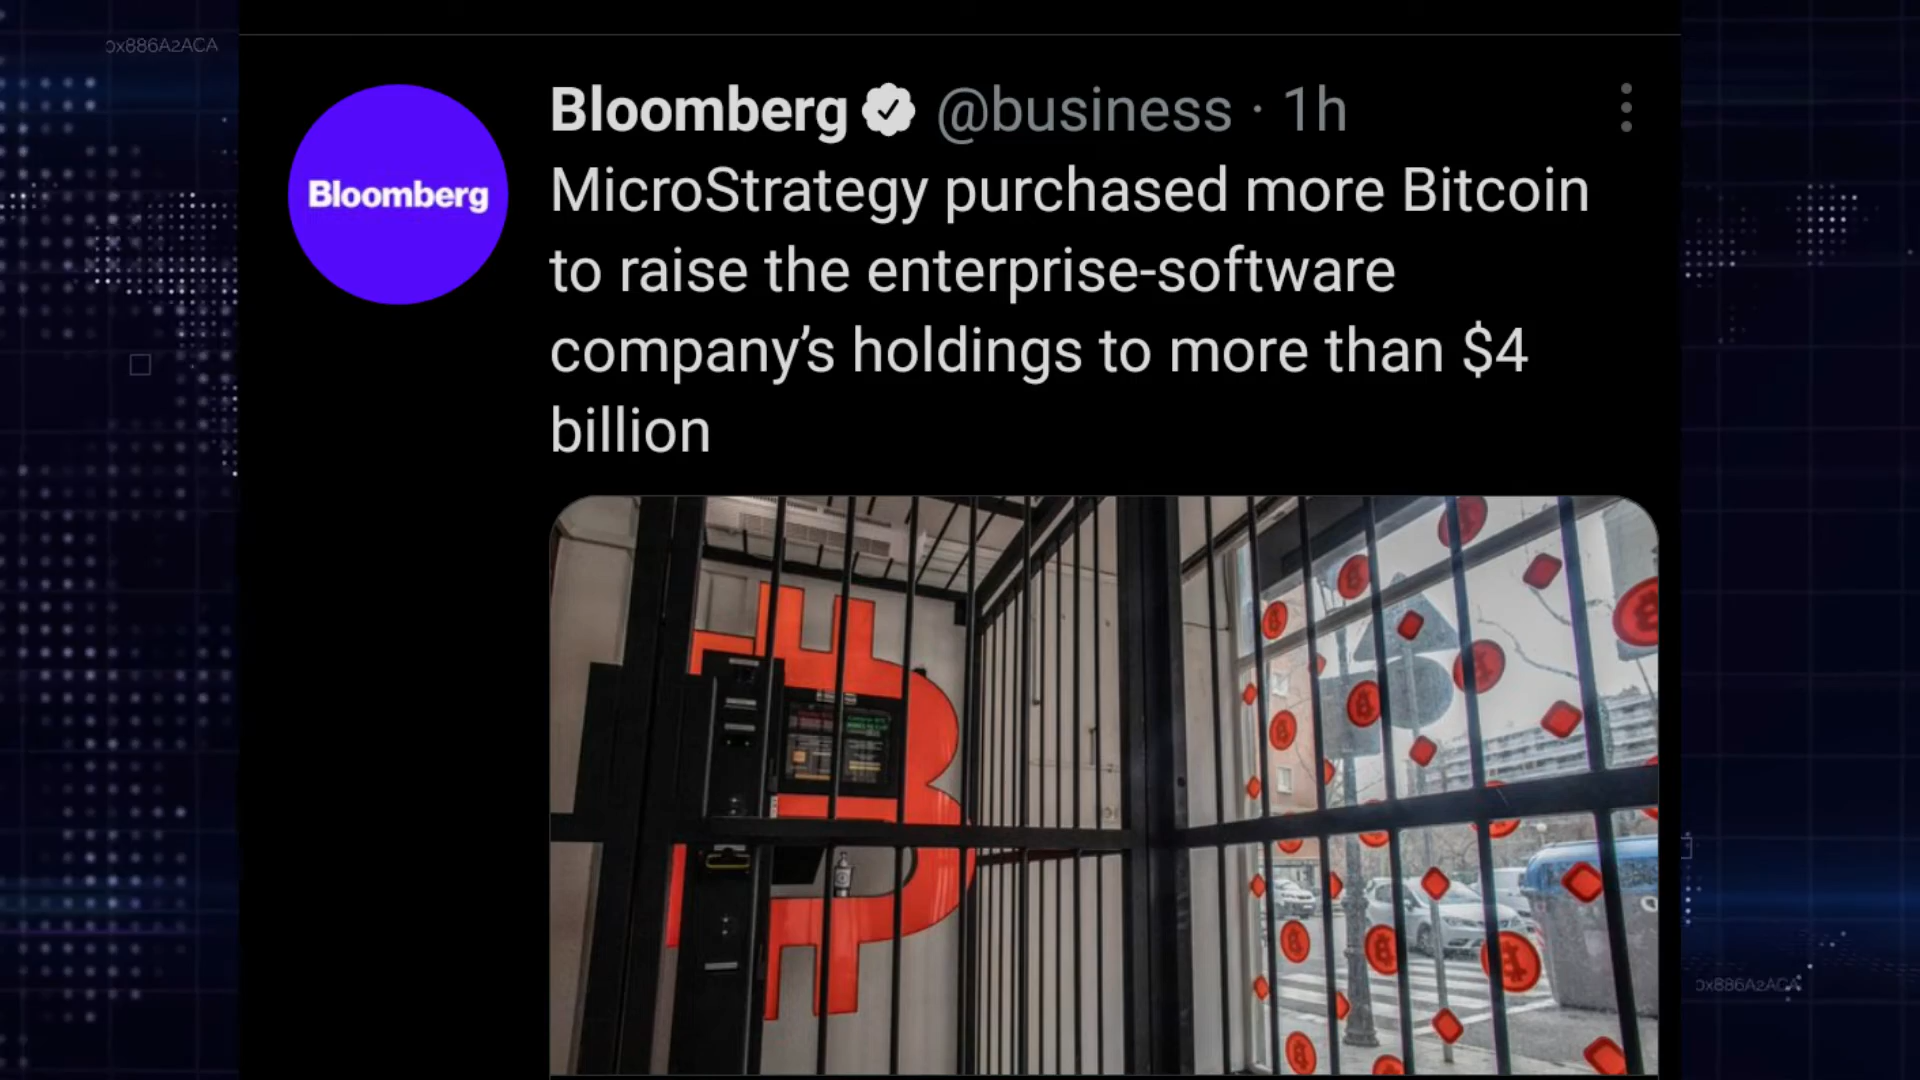 0x886A2ACA
Bloomberg @business · 1h
Bloomberg
MicroStrategy purchased more Bitcoin
to raise the enterprise-software
company’s holdings to more than $4
billion
0x886A2ACA